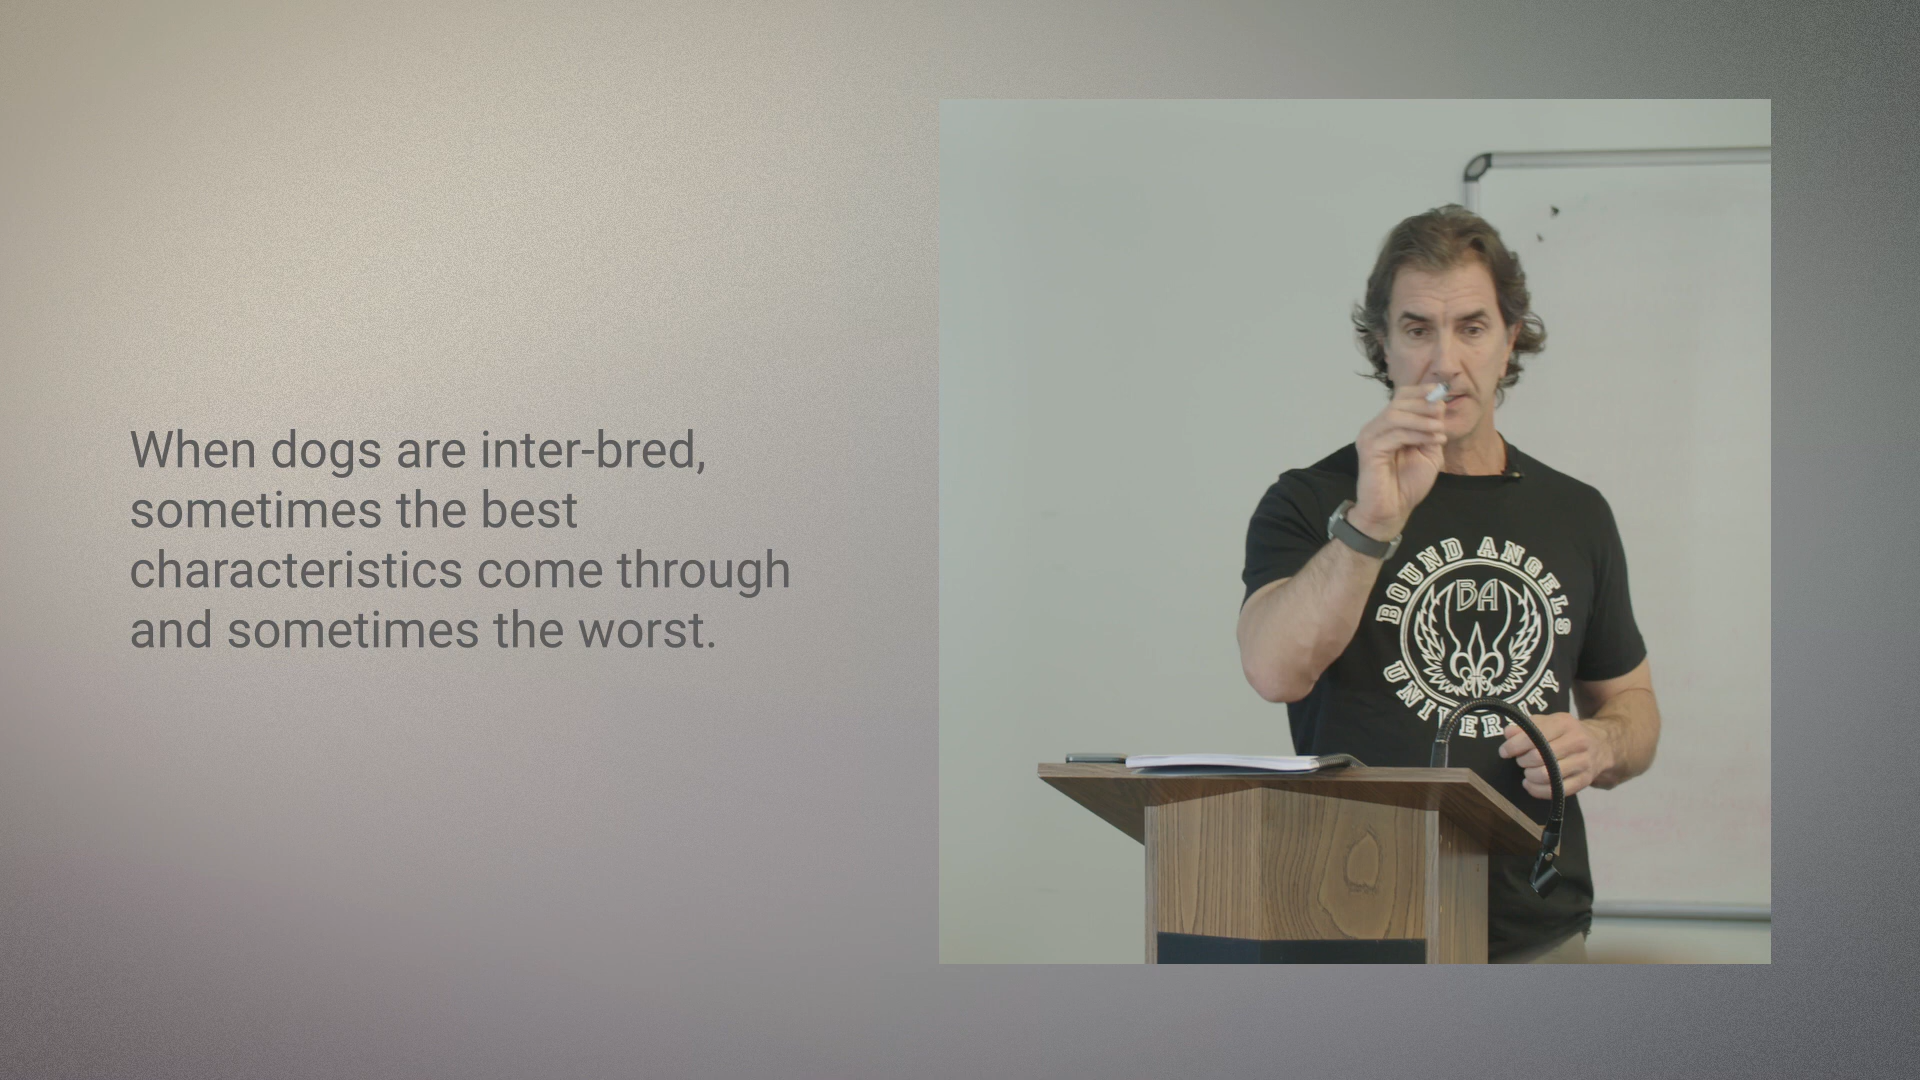 When dogs are inter-bred,
sometimes the best
characteristics come through
and sometimes the worst.
BOUND ANGELS
BA
UNIVERSITY